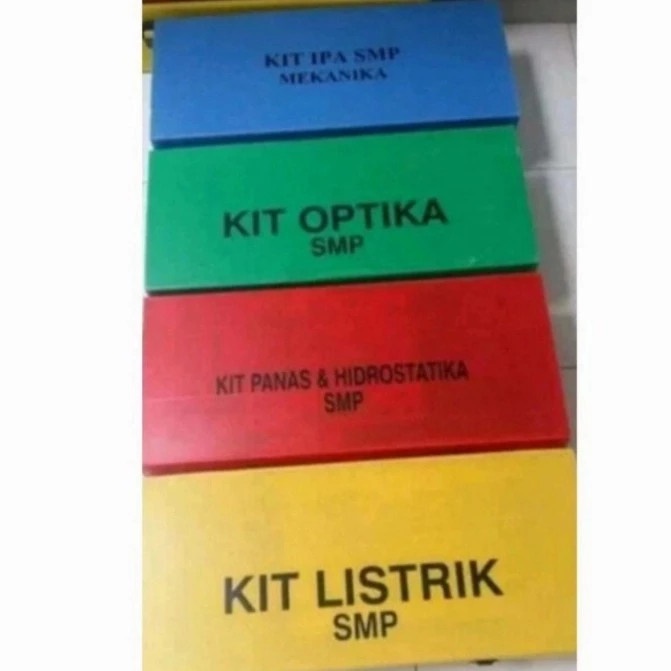 KIT IPA SMP
MEKANIKA
KIT OPTIKA
SMP
KIT PANAS & HIDROSTATIKA
SMP
KIT LISTRIK
SMP